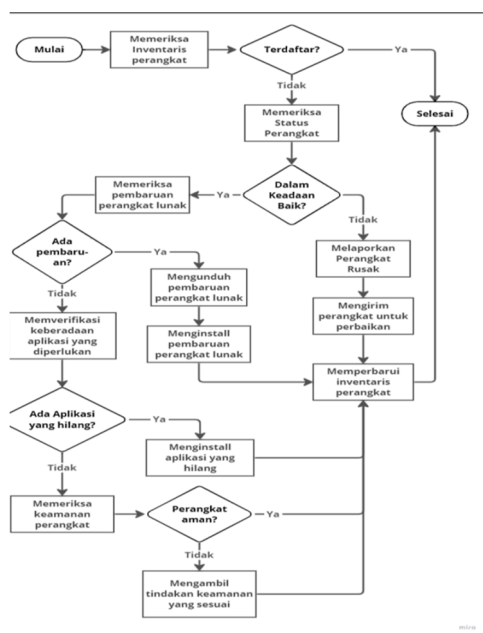 Mulai
Memeriksa
Inventaris
perangkat
Terdaftar?
Ya
Selesai
Tidak
Memeriksa
Status
Perangkat
Dalam
Keadaan
Baik?
Ya
Memeriksa
pembaruan
perangkat lunak
Tidak
Melaporkan
Perangkat
Rusak
Mengirim
perangkat untuk
perbaikan
Memperbarui
inventaris
perangkat
Ada
pembaru-
an?
Ya
Mengunduh
pembaruan
perangkat lunak
Menginstall
pembaruan
perangkat lunak
Tidak
Memverifikasi
keberadaan
aplikasi yang
diperlukan
Ada Aplikasi
yang hilang?
Ya
Menginstall
aplikasi yang
hilang
Tidak
Memeriksa
keamanan
perangkat
Perangkat
aman?
Ya
Tidak
Mengambil
tindakan keamanan
yang sesuai
miro